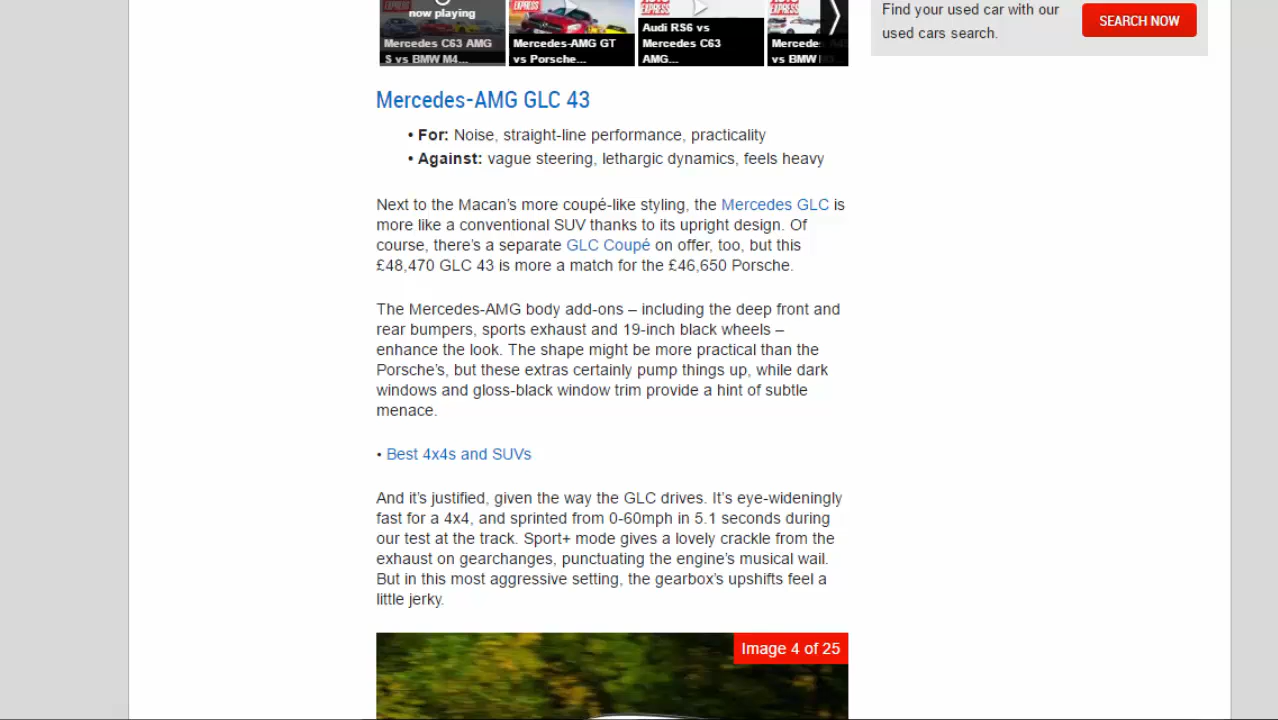 now playing
Mercedes C63 AMG
S vs BMW M4...
EXPRESS
Mercedes-AMG GT
vs Porsche...
EXPRESS
Audi RS6 vs
Mercedes C63
AMG...
EXPRESS
Mercedes
vs BMW
Find your used car with our
used cars search.
SEARCH NOW
Mercedes-AMG GLC 43
• For: Noise, straight-line performance, practicality
• Against: vague steering, lethargic dynamics, feels heavy
Next to the Macan’s more coupé-like styling, the Mercedes GLC is
more like a conventional SUV thanks to its upright design. Of
course, there’s a separate GLC Coupé on offer, too, but this
£48,470 GLC 43 is more a match for the £46,650 Porsche.
The Mercedes-AMG body add-ons – including the deep front and
rear bumpers, sports exhaust and 19-inch black wheels –
enhance the look. The shape might be more practical than the
Porsche’s, but these extras certainly pump things up, while dark
windows and gloss-black window trim provide a hint of subtle
menace.
• Best 4x4s and SUVs
And it’s justified, given the way the GLC drives. It’s eye-wideningly
fast for a 4x4, and sprinted from 0-60mph in 5.1 seconds during
our test at the track. Sport+ mode gives a lovely crackle from the
exhaust on gearchanges, punctuating the engine’s musical wail.
But in this most aggressive setting, the gearbox’s upshifts feel a
little jerky.
Image 4 of 25